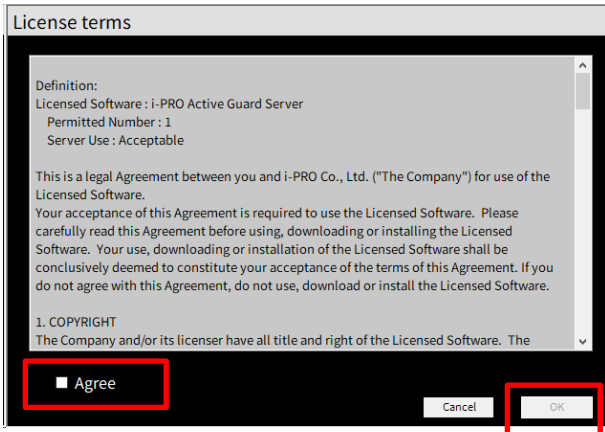 License terms
Definition:
Licensed Software : i-PRO Active Guard Server
Permitted Number : 1
Server Use : Acceptable
This is a legal Agreement between you and i-PRO Co., Ltd. ("The Company") for use of the
Licensed Software.
Your acceptance of this Agreement is required to use the Licensed Software.  Please
carefully read this Agreement before using, downloading or installing the Licensed
Software.  Your use, downloading or installation of the Licensed Software shall be
conclusively deemed to constitute your acceptance of the terms of this Agreement. If you
do not agree with this Agreement, do not use, download or install the Licensed Software.
1. COPYRIGHT
The Company and/or its licenser have all title and right of the Licensed Software.  The
Agree
Cancel
OK